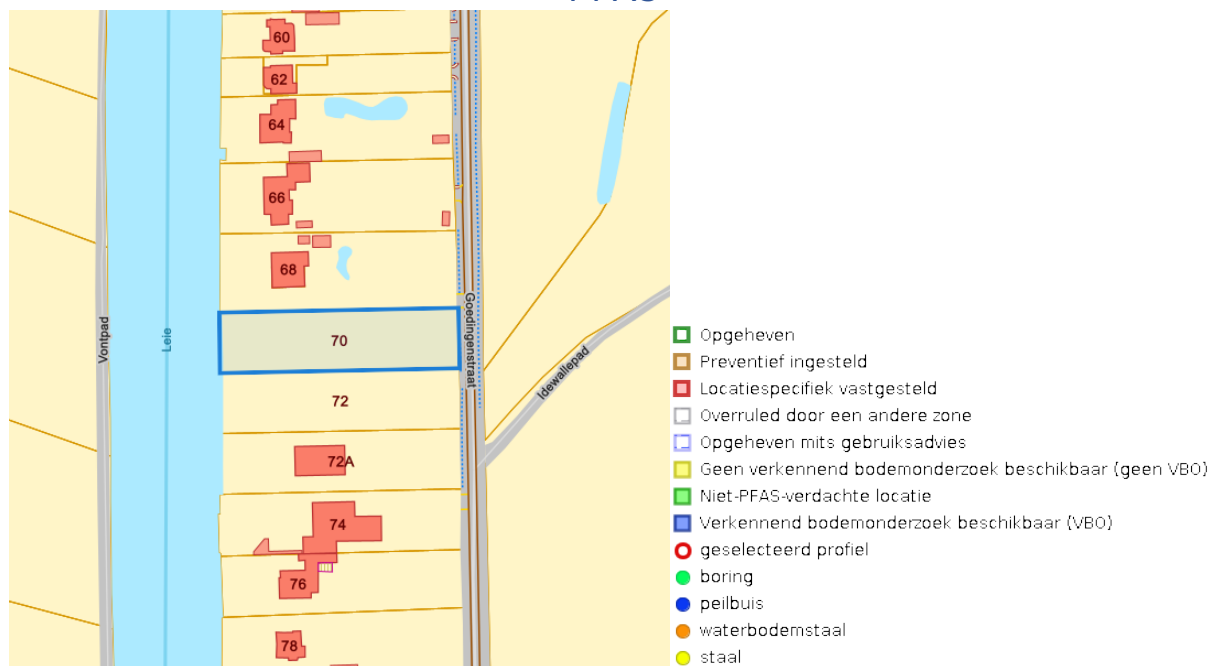 60
62
64
66
68
70
72
72A
74
76
78
Vontpad
Leie
Goedingenstraat
Idewallepad
Opgeheven
Preventief ingesteld
Locatiespecifiek vastgesteld
Overruled door een andere zone
Opgeheven mits gebruiksadvies
Geen verkennend bodemonderzoek beschikbaar (geen VBO)
Niet-PFAS-verdachte locatie
Verkennend bodemonderzoek beschikbaar (VBO)
geselecteerd profiel
boring
peilbuis
waterbodemstaal
staal